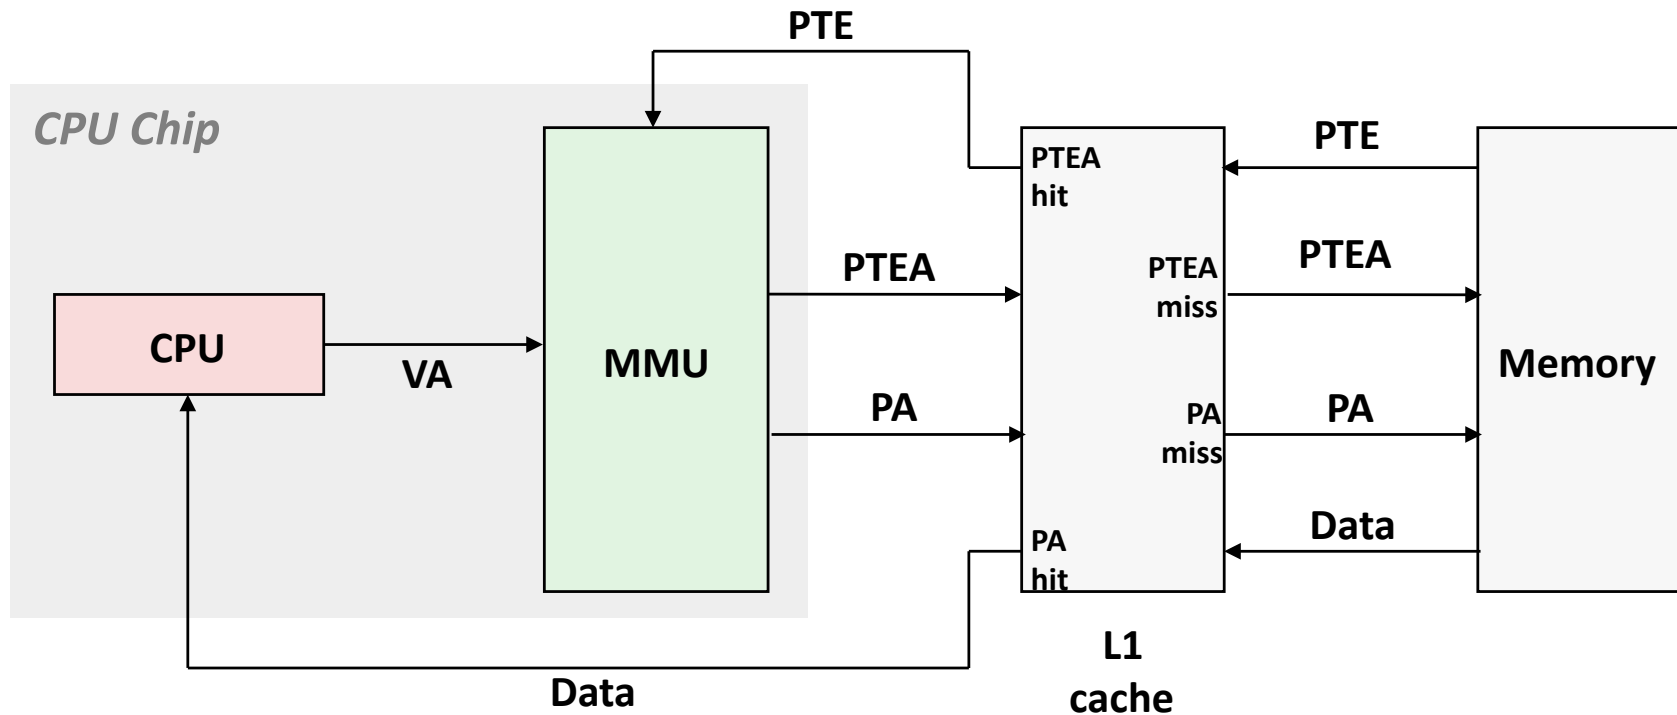 PTE
CPU Chip
PTEA
hit
PTE
PTEA
PTEA
miss
PTEA
CPU
VA
MMU
Memory
PA
PA
miss
PA
PA
hit
Data
L1
cache
Data